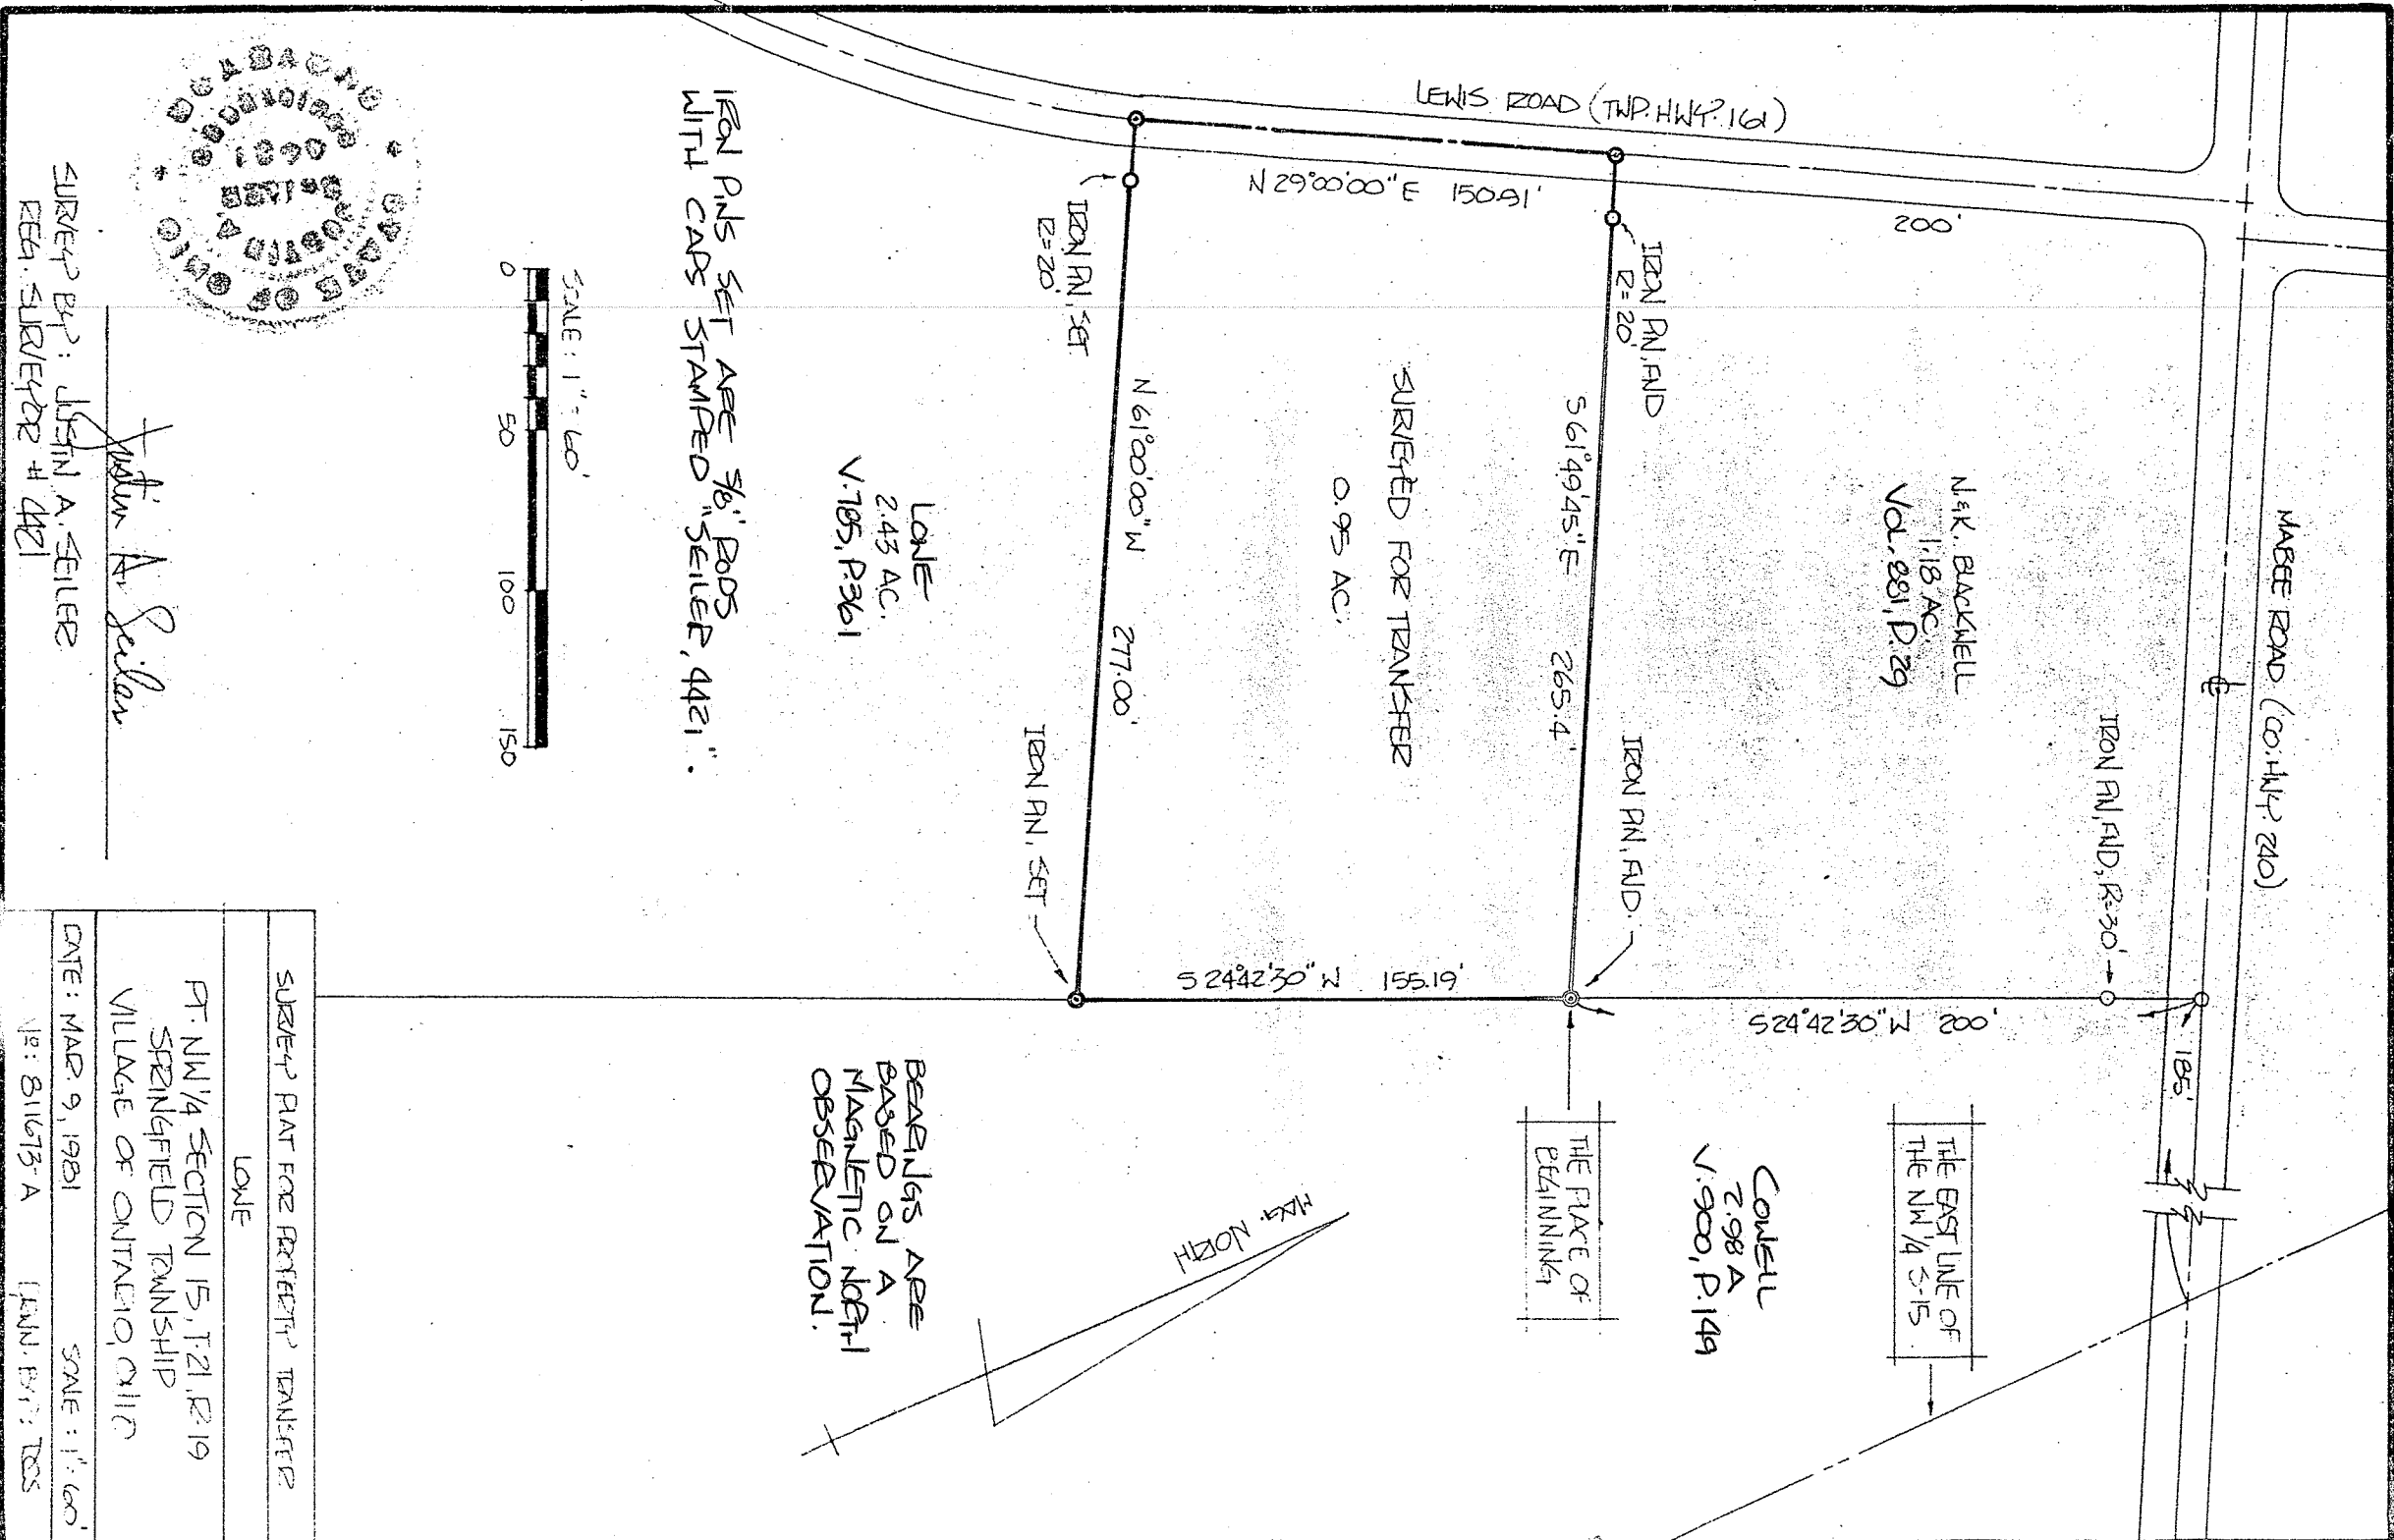 MABEE ROAD (CO. HWY. 240)
LEWIS ROAD (TWP. HWY. 161)
200'
N 29°00'00" E 150.91'
IRON PIN, FND
R=20'
IRON PIN, SET
R=20'
N. & K. BLACKWELL
1.18 AC.
VOL. 881, P. 29
IRON PIN, FND, R=30'
185'
S 24°42'30" W 200'
THE EAST LINE OF
THE NW 1/4 S-15
COWELL
2.98 A
V. 900, P. 149
S 61°49'45" E 265.4'
IRON PIN, FND.
THE PLACE OF
BEGINNING
SURVEYED FOR TRANSFER
0.95 AC.
S 24°42'30" W 155.19'
N 61°00'00" W 277.00'
IRON PIN, SET
MAG. NORTH
LOWE
2.43 AC.
V. 785, P. 361
BEARINGS ARE
BASED ON A
MAGNETIC NORTH
OBSERVATION.
IRON PINS SET ARE 5/8" RODS
WITH CAPS STAMPED "SEILER, 4421".
SCALE: 1" = 60'
0 50 100 150
Justin A. Seiler
SURVEY BY: JUSTIN A. SEILER
REG. SURVEYOR # 4421
SURVEY PLAT FOR PROPERTY TRANSFER
LOWE
PT. NW 1/4 SECTION 15, T-21, R-19
SPRINGFIELD TOWNSHIP
VILLAGE OF ONTARIO, OHIO
DATE: MAR. 9, 1981 SCALE: 1" = 60'
Nº: 811673-A DRWN. BY: